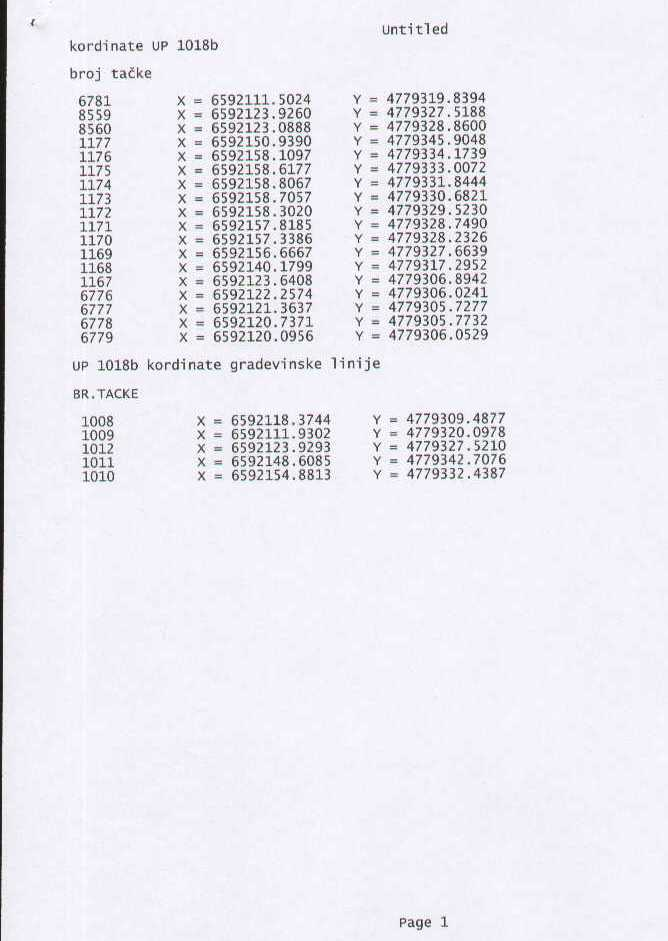 Untitled
kordinate UP 1018b
broj tačke
6781 X = 6592111.5024 Y = 4779319.8394
8559 X = 6592123.9260 Y = 4779327.5188
8560 X = 6592123.0888 Y = 4779328.8600
1177 X = 6592150.9390 Y = 4779345.9048
1176 X = 6592158.1097 Y = 4779334.1739
1175 X = 6592158.6177 Y = 4779333.0072
1174 X = 6592158.8067 Y = 4779331.8444
1173 X = 6592158.7057 Y = 4779330.6821
1172 X = 6592158.3020 Y = 4779329.5230
1171 X = 6592157.8185 Y = 4779328.7490
1170 X = 6592157.3386 Y = 4779328.2326
1169 X = 6592156.6667 Y = 4779327.6639
1168 X = 6592140.1799 Y = 4779317.2952
1167 X = 6592123.6408 Y = 4779306.8942
6776 X = 6592122.2574 Y = 4779306.0241
6777 X = 6592121.3637 Y = 4779305.7277
6778 X = 6592120.7371 Y = 4779305.7732
6779 X = 6592120.0956 Y = 4779306.0529
UP 1018b kordinate gradevinske linije
BR.TACKE
1008 X = 6592118.3744 Y = 4779309.4877
1009 X = 6592111.9302 Y = 4779320.0978
1012 X = 6592123.9293 Y = 4779327.5210
1011 X = 6592148.6085 Y = 4779342.7076
1010 X = 6592154.8813 Y = 4779332.4387
Page 1